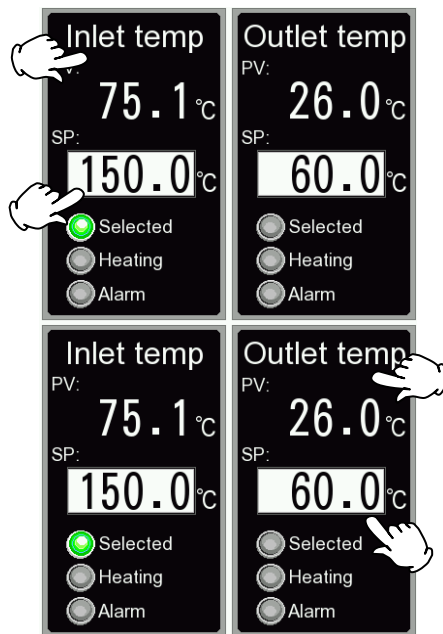 Inlet temp
PV:
75.1℃
SP:
150.0℃
Selected
Heating
Alarm
Outlet temp
PV:
26.0℃
SP:
60.0℃
Selected
Heating
Alarm
Inlet temp
PV:
75.1℃
SP:
150.0℃
Selected
Heating
Alarm
Outlet temp
PV:
26.0℃
SP:
60.0℃
Selected
Heating
Alarm